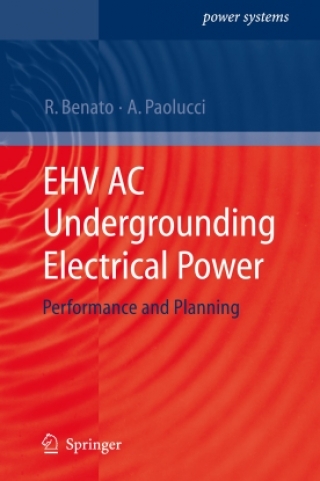 power systems
R. Benato · A. Paolucci
EHV AC
Undergrounding
Electrical Power
Performance and Planning
Springer